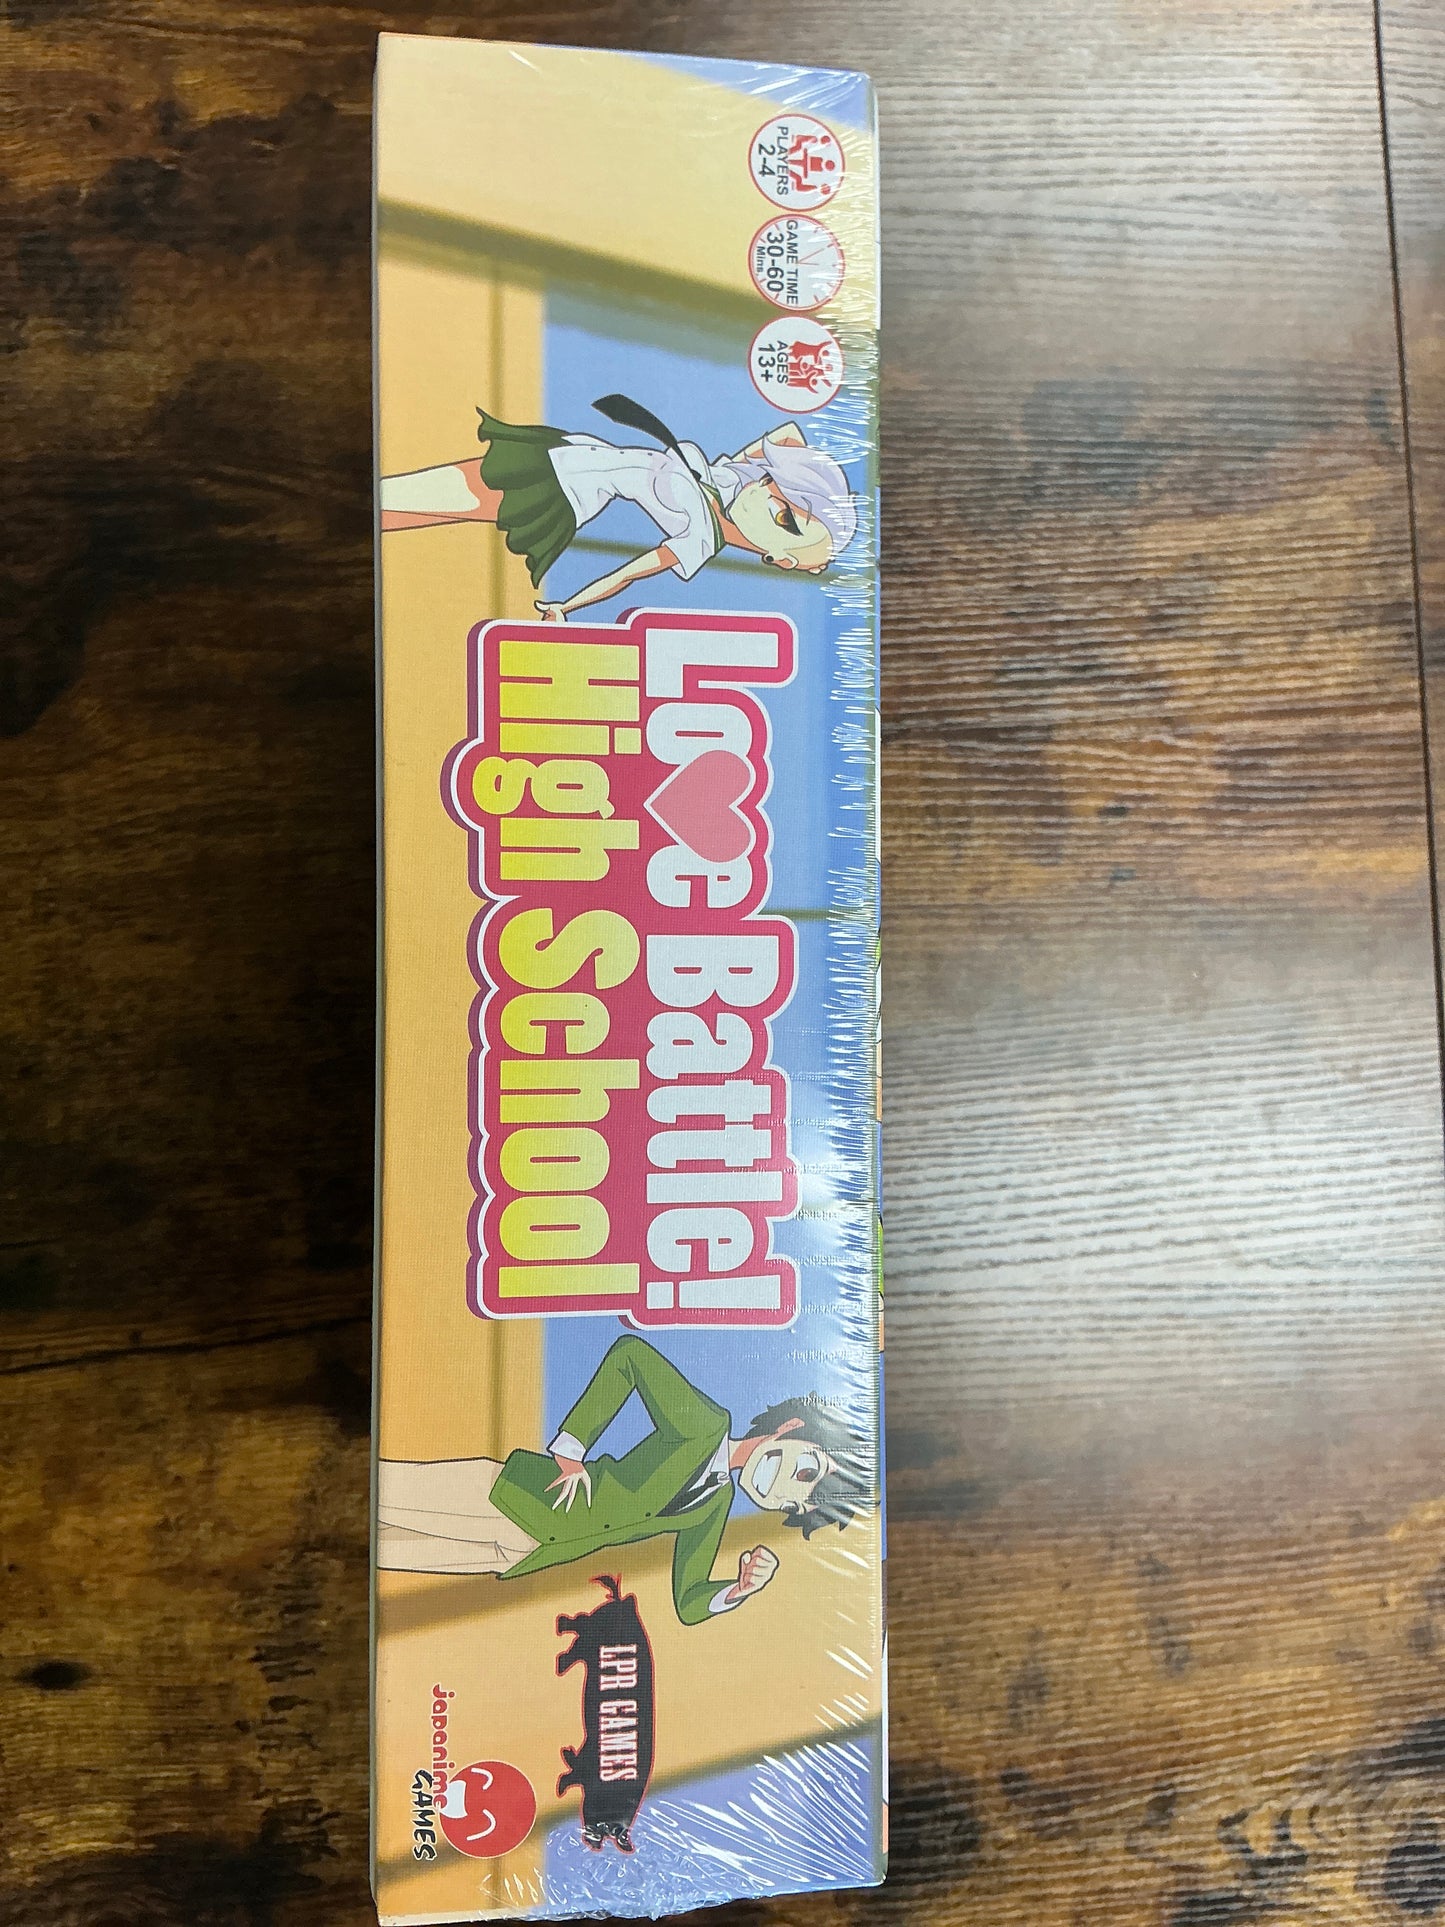 PLAYERS
2-4
GAME TIME
30-60
Mins.
AGES
13+
Love Battle!
High School
LPR GAMES
Japanime
GAMES